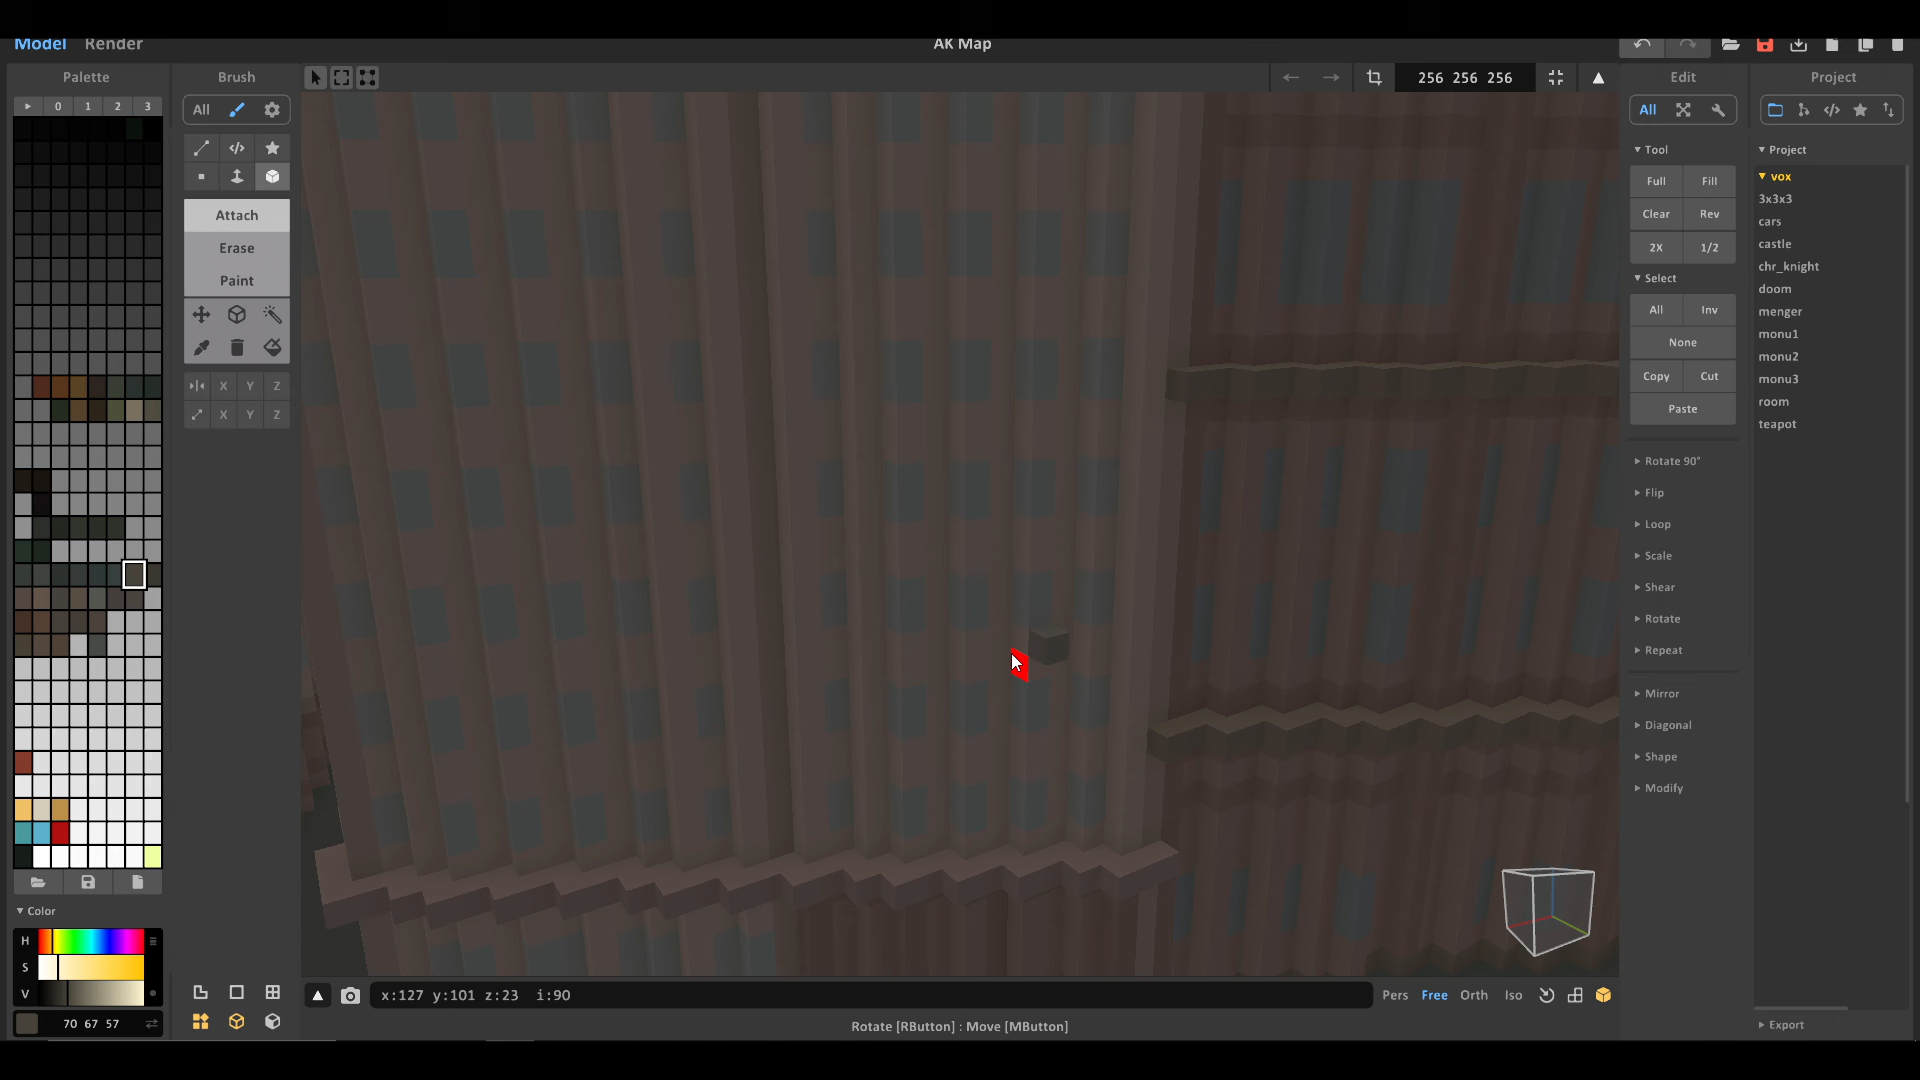 Model Render
AK Map
Palette
Brush
256 256 256
Edit
Project
0 1 2 3
All
All
Tool
Project
Full Fill
vox
3x3x3
Attach
Clear Rev
cars
Erase
2X 1/2
castle
Paint
Select
chr_knight
doom
All Inv
menger
None
monu1
monu2
Copy Cut
monu3
X Y Z
Paste
room
X Y Z
teapot
Rotate 90°
Flip
Loop
Scale
Shear
Rotate
Repeat
Mirror
Diagonal
Shape
Modify
Color
H
S
V
70 67 57
x:127 y:101 z:23 i:90
Pers Free Orth Iso
Rotate [RButton] : Move [MButton]
Export